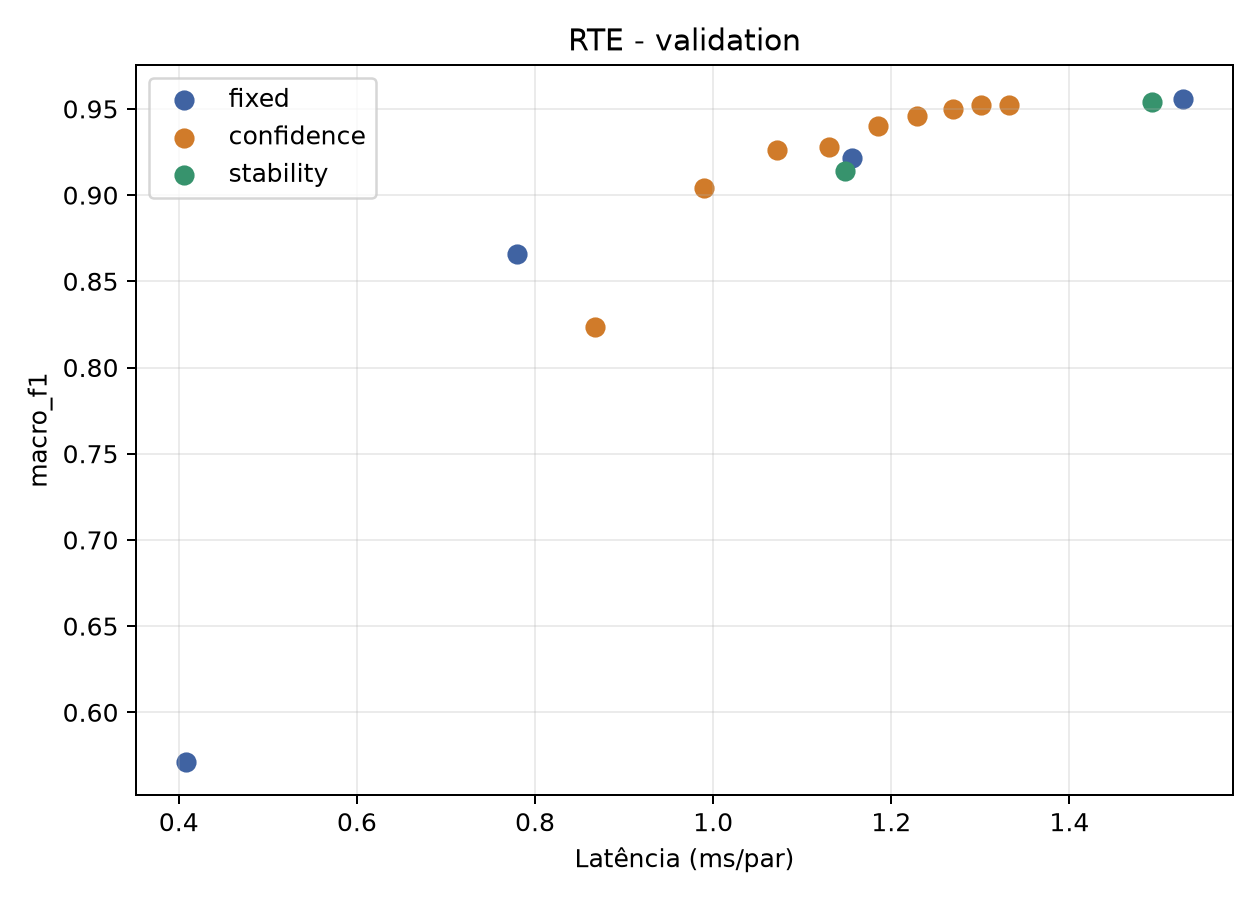 RTE - validation
fixed
confidence
stability
macro_f1
0.95
0.90
0.85
0.80
0.75
0.70
0.65
0.60
0.4 0.6 0.8 1.0 1.2 1.4
Latência (ms/par)